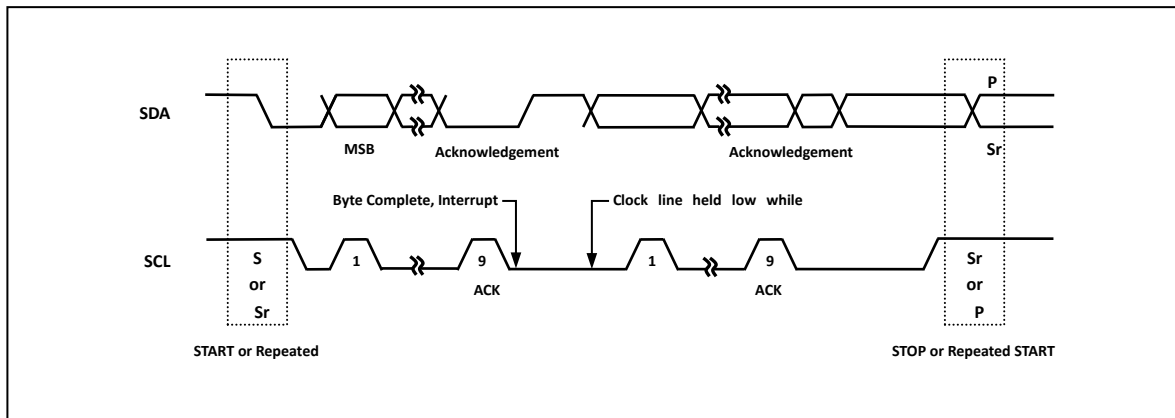 P
SDA
MSB
Acknowledgement
Acknowledgement
Sr
Byte Complete, Interrupt
Clock line held low while
SCL
S
or
Sr
1
9
ACK
1
9
ACK
Sr
or
P
START or Repeated
STOP or Repeated START